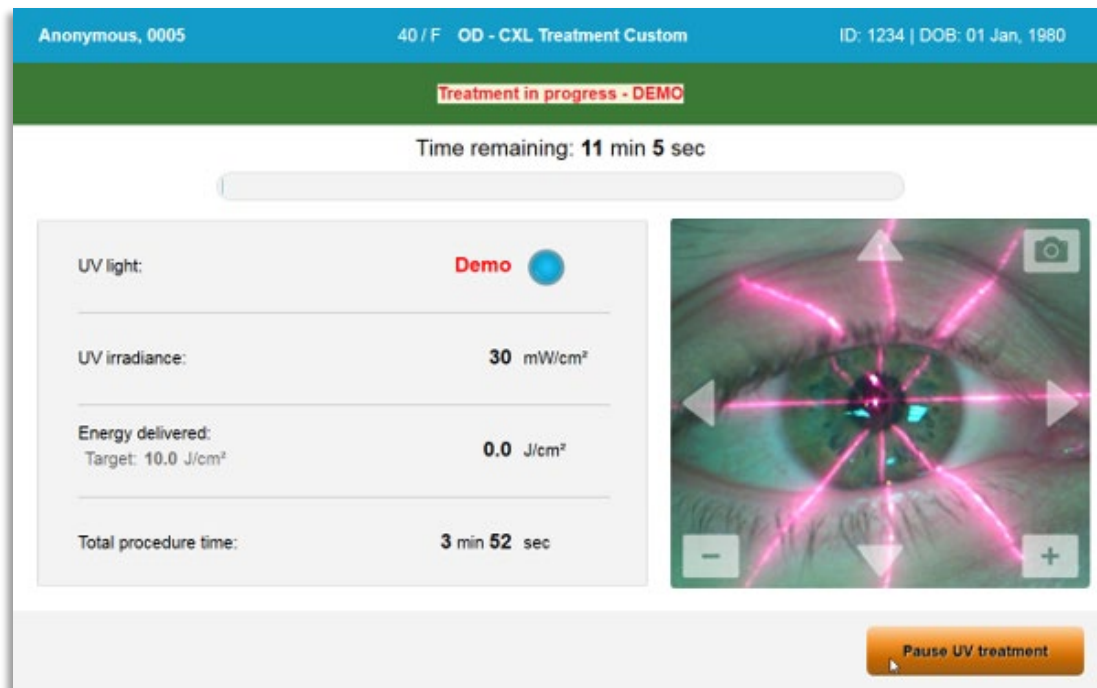 Anonymous, 0005 40 / F OD - CXL Treatment Custom ID: 1234 | DOB: 01 Jan, 1980
Treatment in progress - DEMO
Time remaining: 11 min 5 sec
UV light: Demo
UV irradiance: 30 mW/cm²
Energy delivered:
Target: 10.0 J/cm² 0.0 J/cm²
Total procedure time: 3 min 52 sec
Pause UV treatment